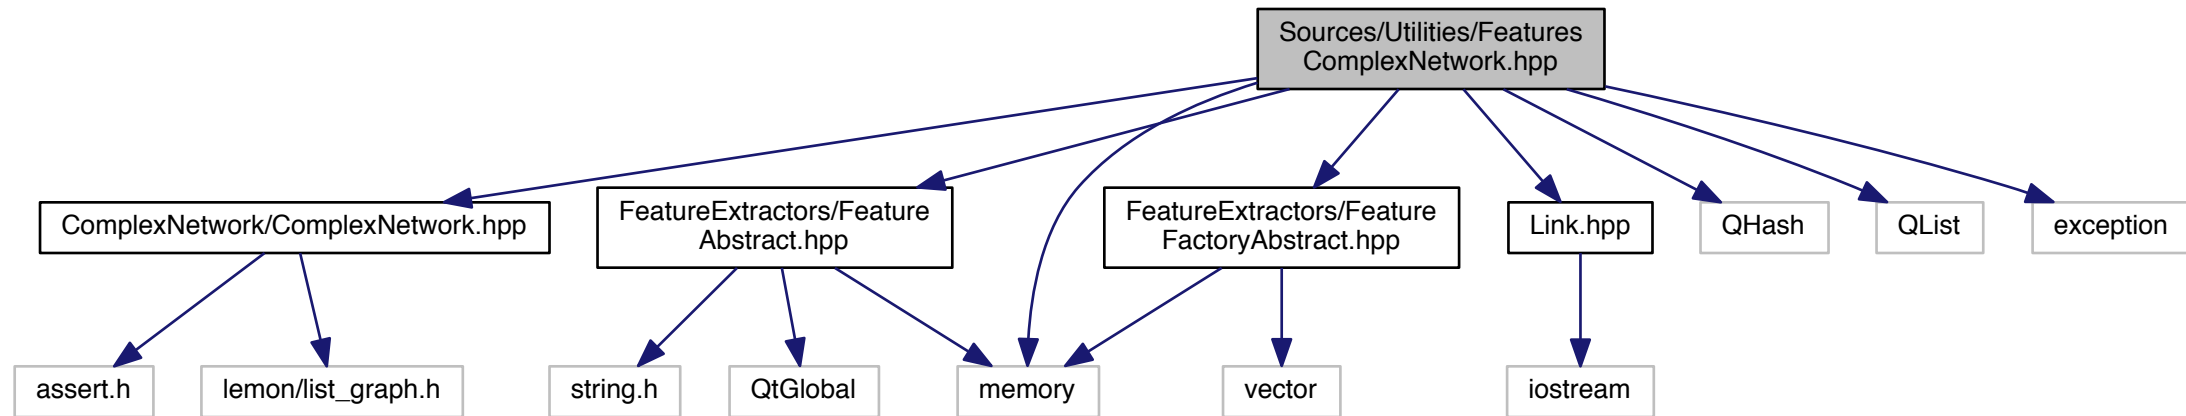 Sources/Utilities/Features
ComplexNetwork.hpp
ComplexNetwork/ComplexNetwork.hpp
FeatureExtractors/Feature
Abstract.hpp
FeatureExtractors/Feature
FactoryAbstract.hpp
Link.hpp
QHash
QList
exception
assert.h
lemon/list_graph.h
string.h
QtGlobal
memory
vector
iostream